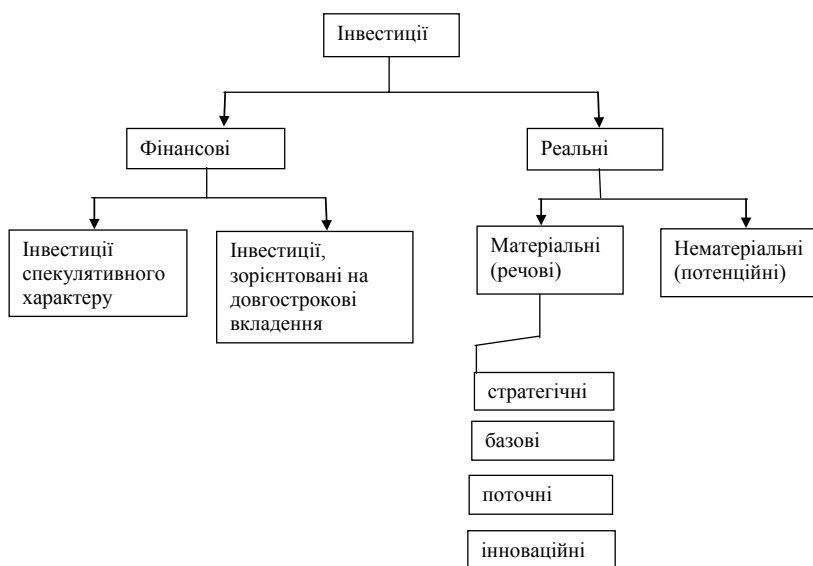 Інвестиції
Фінансові
Реальні
Інвестиції
спекулятивного
характеру
Інвестиції,
зорієнтовані на
довгострокові
вкладення
Матеріальні
(речові)
Нематеріальні
(потенційні)
стратегічні
базові
поточні
інноваційні